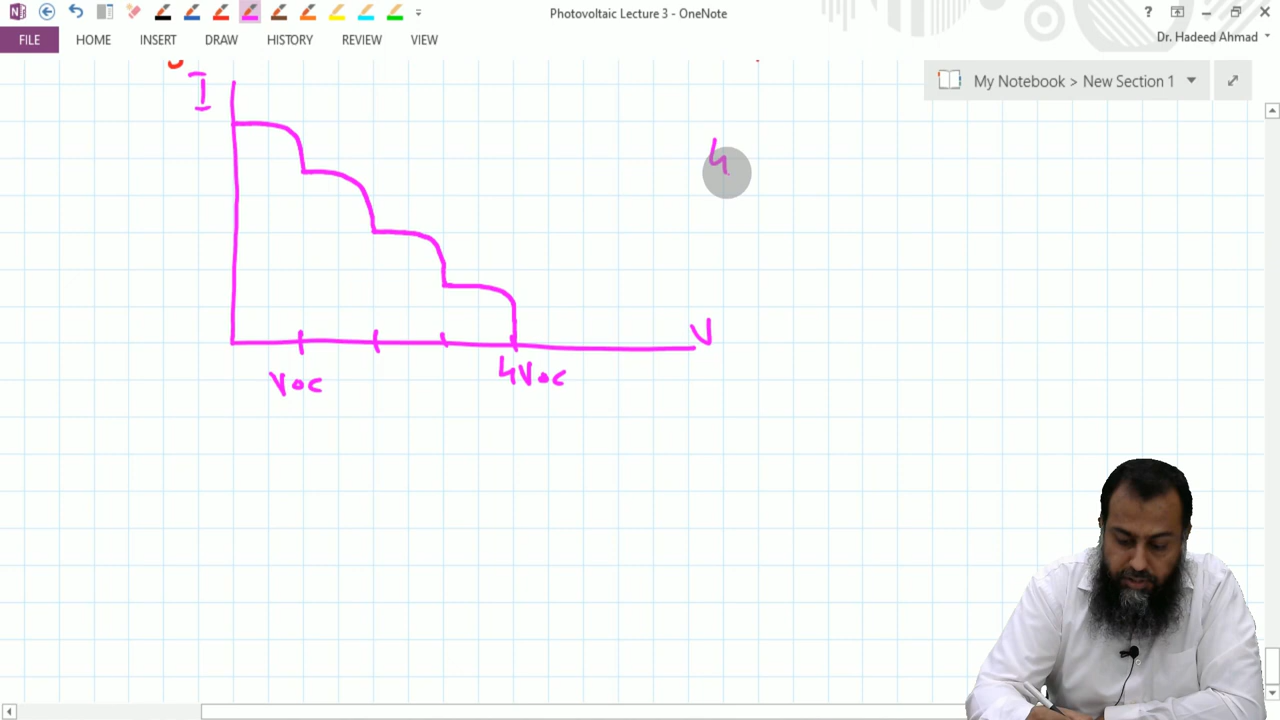 Photovoltaic Lecture 3 - OneNote
?
Dr. Hadeed Ahmad
FILE HOME INSERT DRAW HISTORY REVIEW VIEW
My Notebook > New Section 1
I
4
V
Voc
4Voc